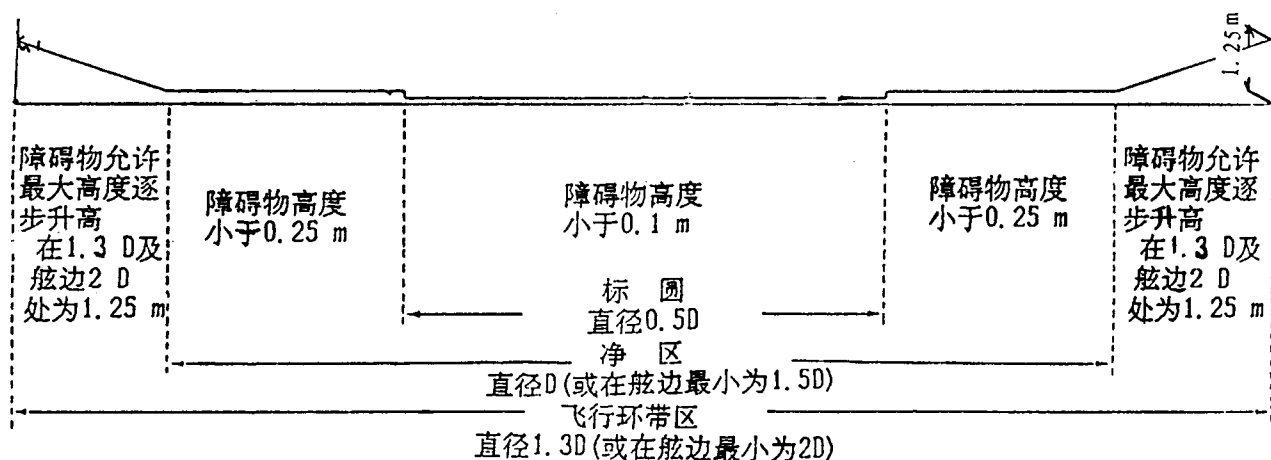 1.25m
障碍物允许
最大高度逐
步升高
在1.3 D及
舷边2 D
处为1.25 m
障碍物高度
小于0.25 m
障碍物高度
小于0.1 m
障碍物高度
小于0.25 m
障碍物允许
最大高度逐
步升高
在1.3 D及
舷边2 D
处为1.25 m
标 圆
直径0.5D
净 区
直径D(或在舷边最小为1.5D)
飞行环带区
直径1.3D(或在舷边最小为2D)